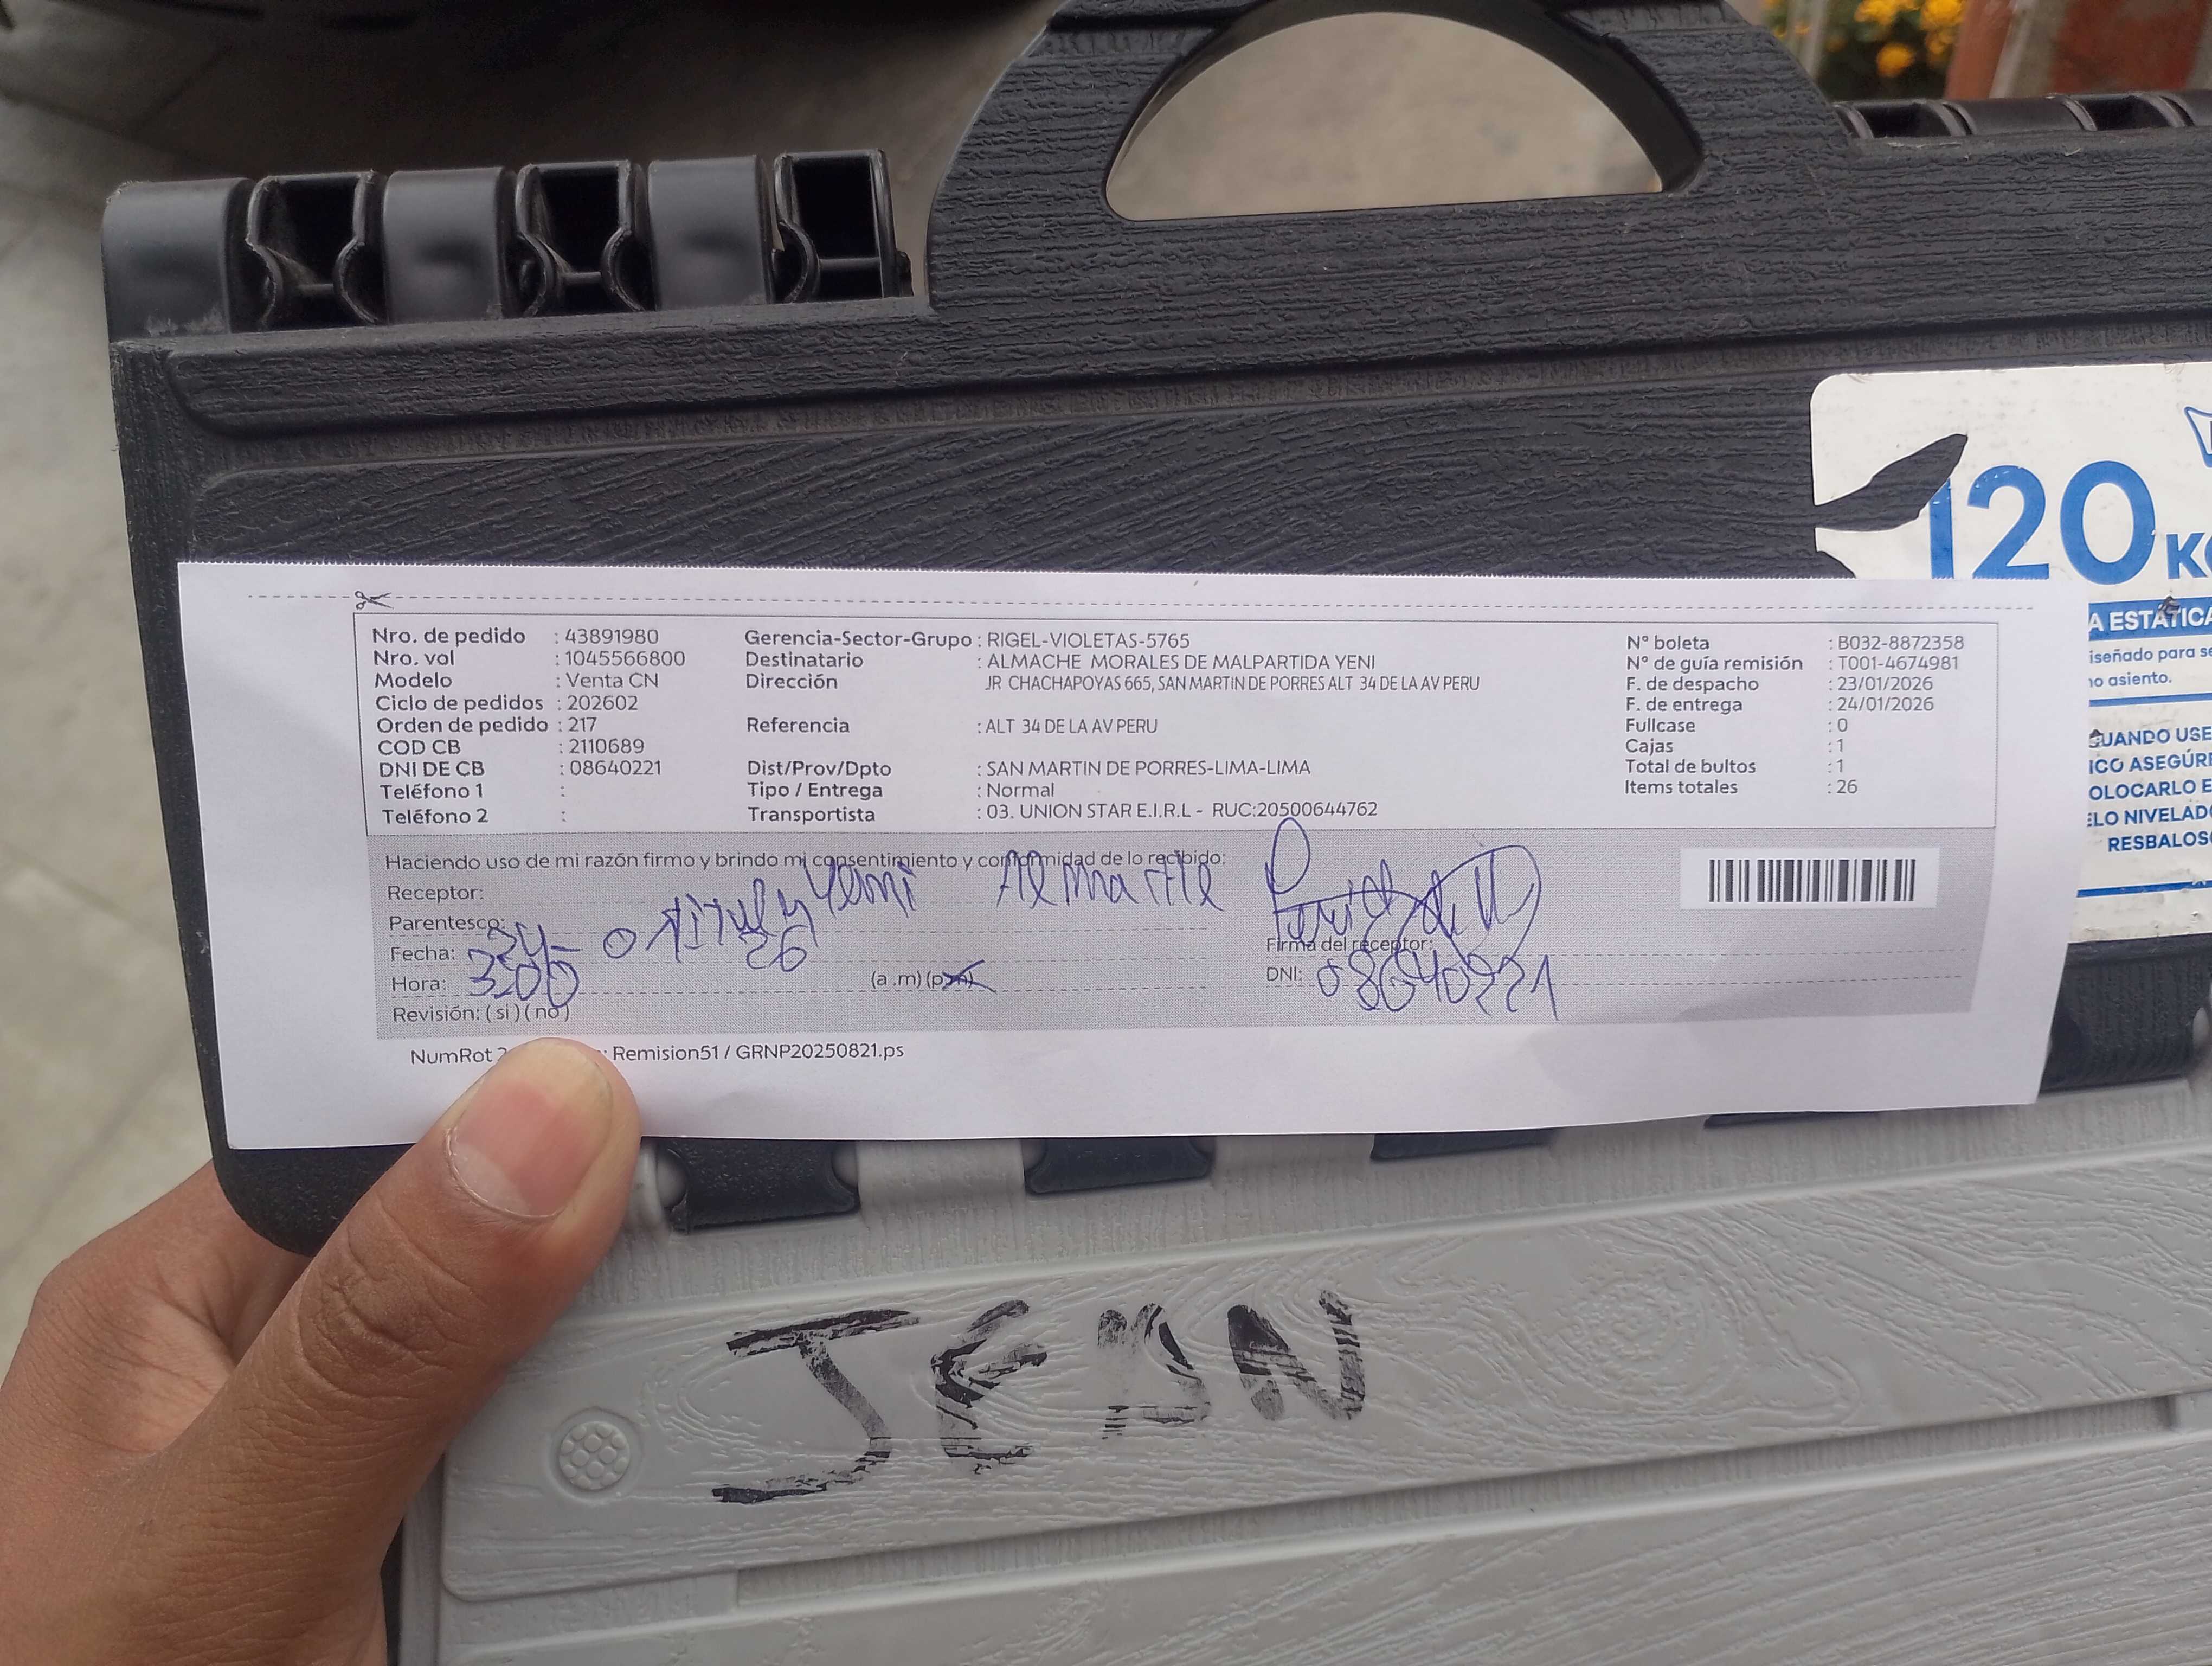 Nro. de pedido : 43891980
Nro. vol : 1045566800
Modelo : Venta CN
Ciclo de pedidos : 202602
Orden de pedido : 217
COD CB : 2110689
DNI DE CB : 08640221
Teléfono 1 :
Teléfono 2 :
Gerencia-Sector-Grupo : RIGEL-VIOLETAS-5765
Destinatario : ALMACHE MORALES DE MALPARTIDA YENI
Dirección JR CHACHAPOYAS 665, SAN MARTIN DE PORRES ALT 34 DE LA AV PERU
Referencia : ALT 34 DE LA AV PERU
Dist/Prov/Dpto : SAN MARTIN DE PORRES-LIMA-LIMA
Tipo / Entrega : Normal
Transportista : 03. UNION STAR E.I.R.L - RUC:20500644762
N° boleta : B032-8872358
N° de guía remisión : T001-4674981
F. de despacho : 23/01/2026
F. de entrega : 24/01/2026
Fullcase : 0
Cajas : 1
Total de bultos : 1
Items totales : 26
Haciendo uso de mi razón firmo y brindo mi consentimiento y conformidad de lo recibido:
Receptor: Yeni Almache
Parentesco:
Fecha: 24- 26
Hora: 3:00 (a.m) (p.m)
Revisión: ( si ) ( no )
Firma del receptor:
DNI: 08640221
NumRot Remision51 / GRNP20250821.ps
120 KG
A ESTÁTICA
iseñado para se
no asiento.
CUANDO USE
ICO ASEGÚRE
OLOCARLO E
ELO NIVELADO
RESBALOS
JEAN